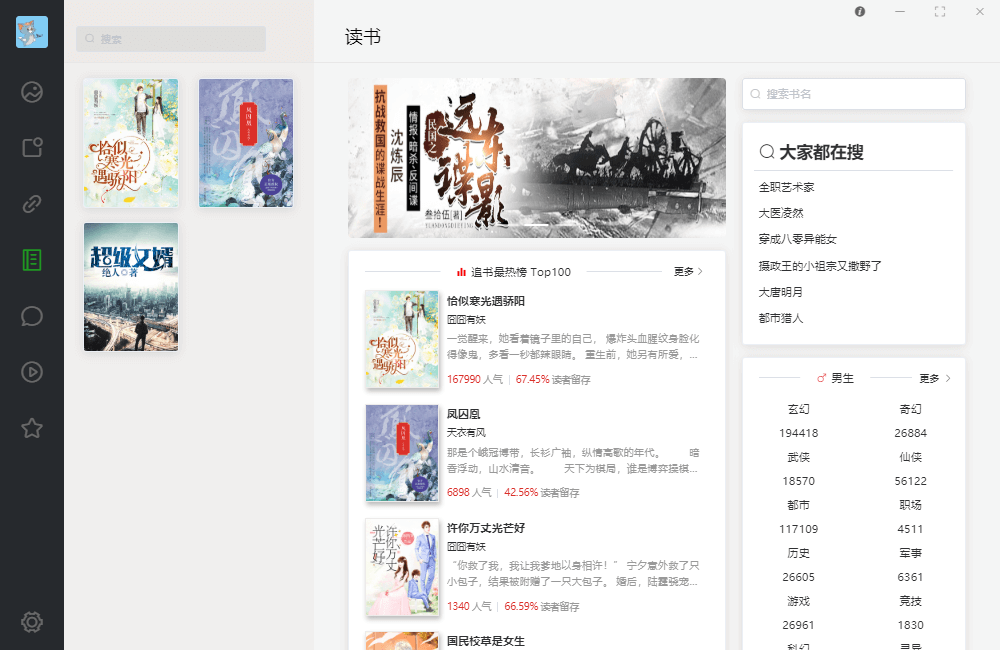 搜索
读书
恰似
寒光
遇骄阳
凤囚凰
超级女婿
绝人◎著
抗战救国的谍战生涯!
沈炼辰
情报、暗杀、反间谍
民国之
远东谍影
叁拾伍|著|
搜索书名
大家都在搜
全职艺术家
大医凌然
穿成八零异能女
摄政王的小祖宗又撒野了
大唐明月
都市猎人
追书最热榜 Top100
更多
恰似寒光遇骄阳
囧囧有妖
一觉醒来，她看着镜子里的自己， 爆炸头血腥纹身脸化
得像鬼，多看一秒都辣眼睛。 重生前，她另有所爱，...
167990 人气 | 67.45% 读者留存
凤囚凰
天衣有风
那是个峨冠博带，长衫广袖，纵情高歌的年代。 暗
香浮动，山水清音。 天下为棋局，谁是博弈操棋...
6898 人气 | 42.56% 读者留存
许你万丈光芒好
囧囧有妖
“你救了我，我让我爹地以身相许！” 宁夕意外救了只
小包子，结果被附赠了一只大包子。 婚后，陆霆骁宠...
1340 人气 | 66.59% 读者留存
国民校草是女生
男生
更多
玄幻 奇幻
194418 26884
武侠 仙侠
18570 56122
都市 职场
117109 4511
历史 军事
26605 6361
游戏 竞技
26961 1830
科幻 灵异